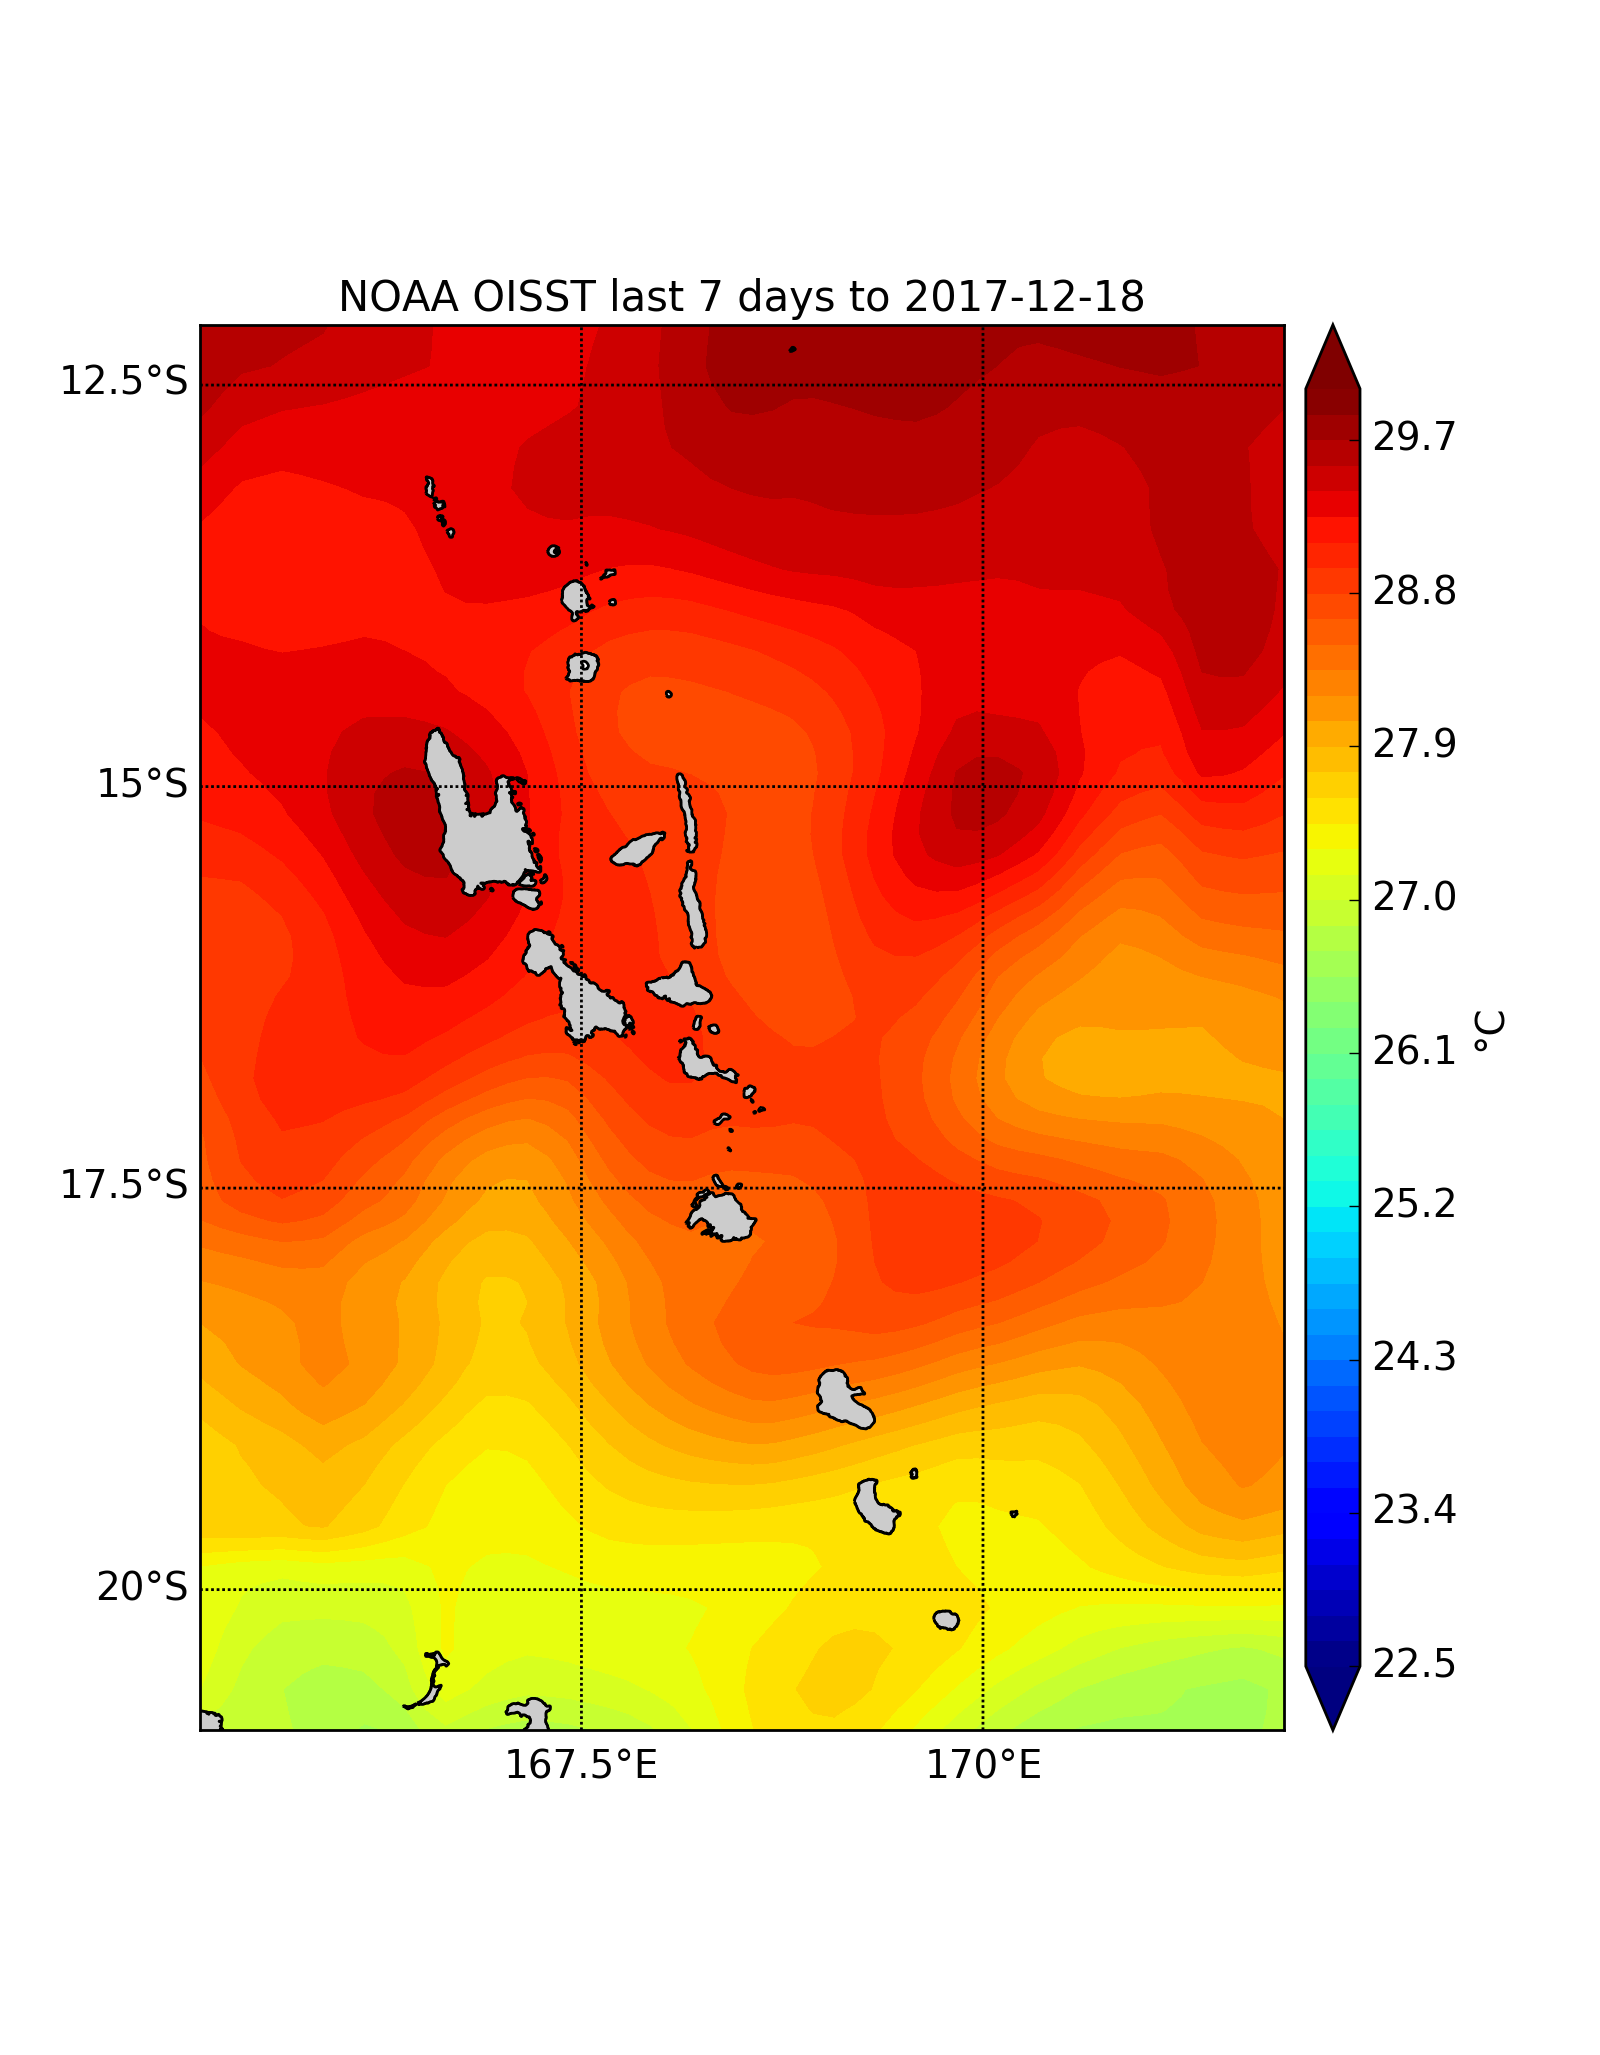 NOAA OISST last 7 days to 2017-12-18
12.5°S
15°S
17.5°S
20°S
167.5°E
170°E
29.7
28.8
27.9
27.0
26.1
25.2
24.3
23.4
22.5
°C